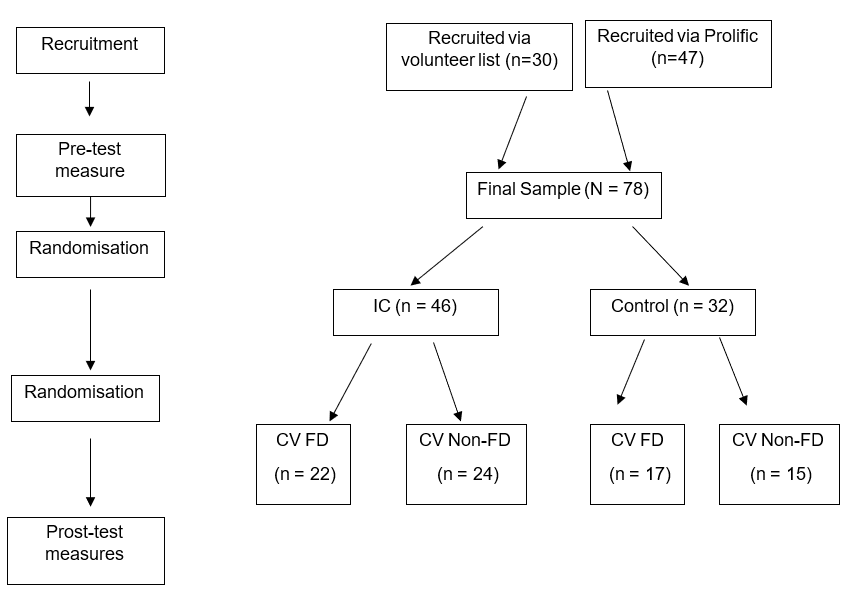 Recruitment
Pre-test
measure
Randomisation
Randomisation
Prost-test
measures
Recruited via
volunteer list (n=30)
Recruited via Prolific
(n=47)
Final Sample (N = 78)
IC (n = 46)
Control (n = 32)
CV FD
(n = 22)
CV Non-FD
(n = 24)
CV FD
(n = 17)
CV Non-FD
(n = 15)